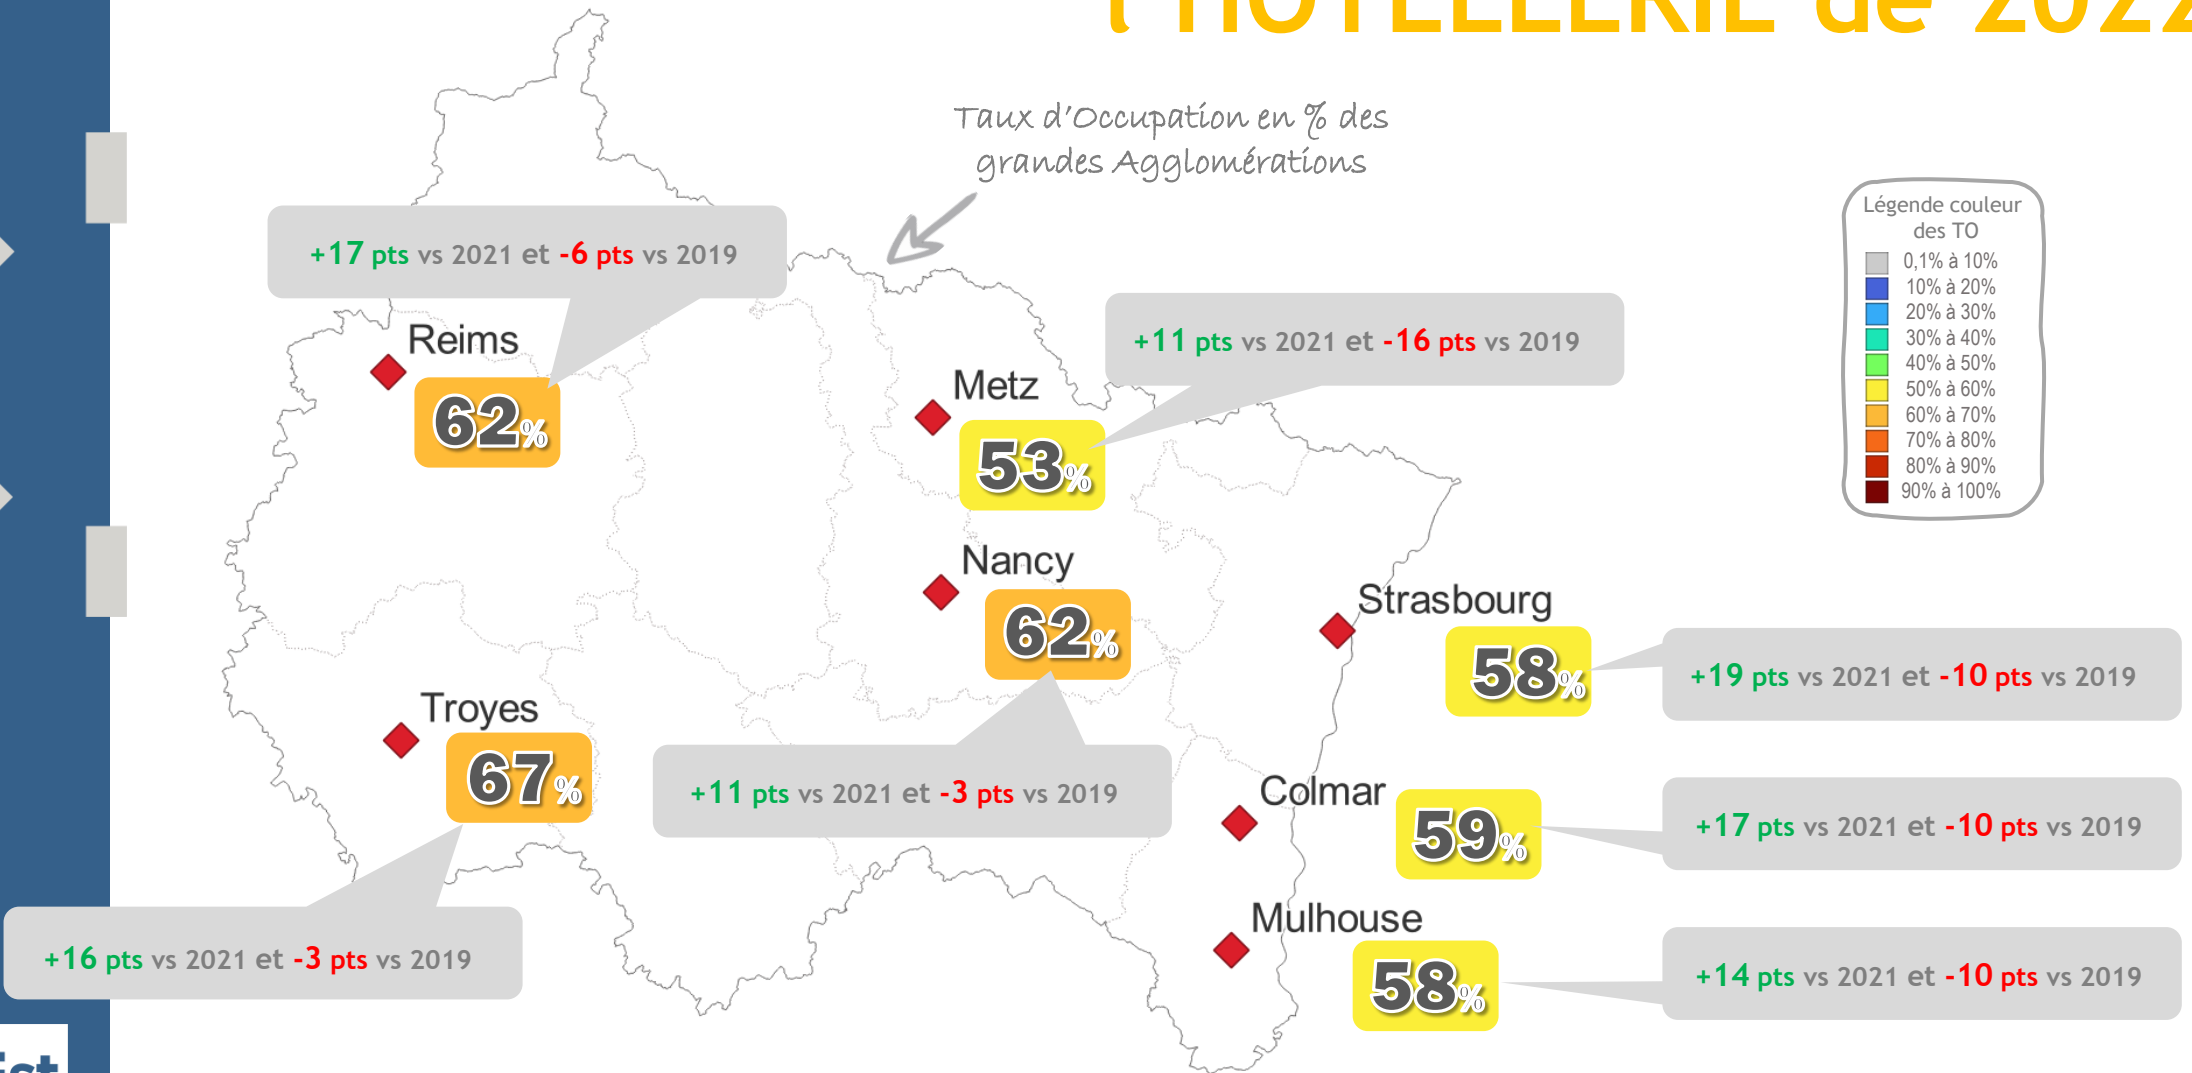 l'HÔTELLERIE de 2022
Taux d'Occupation en % des
grandes Agglomérations
Légende couleur
des TO
0,1% à 10%
10% à 20%
20% à 30%
30% à 40%
40% à 50%
50% à 60%
60% à 70%
70% à 80%
80% à 90%
90% à 100%
+17 pts vs 2021 et -6 pts vs 2019
Reims
62%
+11 pts vs 2021 et -16 pts vs 2019
Metz
53%
Nancy
62%
+11 pts vs 2021 et -3 pts vs 2019
Strasbourg
58%
+19 pts vs 2021 et -10 pts vs 2019
Troyes
67%
+16 pts vs 2021 et -3 pts vs 2019
Colmar
59%
+17 pts vs 2021 et -10 pts vs 2019
Mulhouse
58%
+14 pts vs 2021 et -10 pts vs 2019
Est